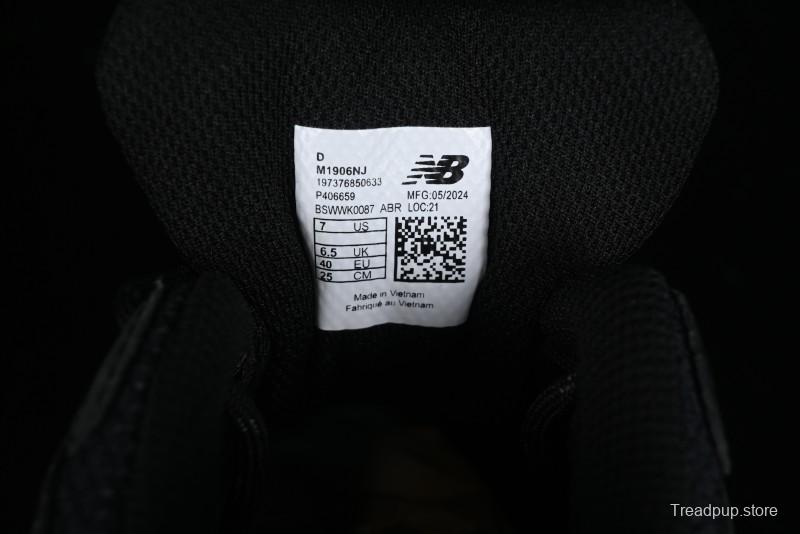 D
M1906NJ
197376850633
P406659 MFG:05/2024
BSWWK0087 ABR LOC:21
7 US
6.5 UK
40 EU
25 CM
NB
Made in Vietnam
Fabriqué au Vietnam
Treadpup.store